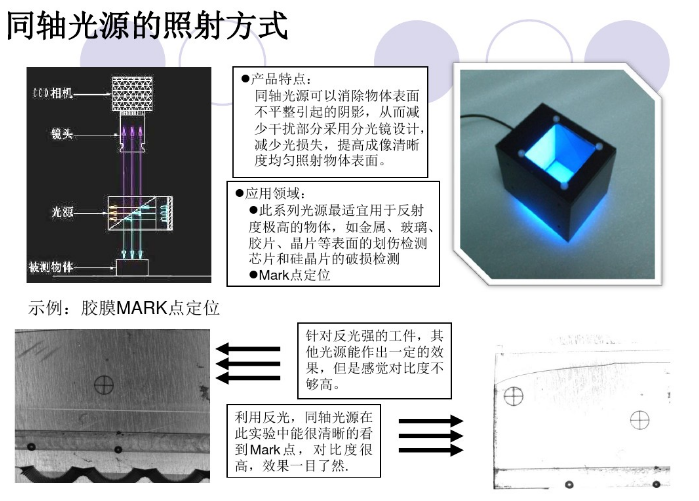 同轴光源的照射方式
CCD相机
镜头
光源
被测物体
●产品特点：
同轴光源可以消除物体表面
不平整引起的阴影，从而减
少干扰部分采用分光镜设计，
减少光损失，提高成像清晰
度均匀照射物体表面。
●应用领域：
●此系列光源最适宜用于反射
度极高的物体，如金属、玻璃、
胶片、晶片等表面的划伤检测
芯片和硅晶片的破损检测
●Mark点定位
示例：胶膜MARK点定位
针对反光强的工件，其
他光源能作出一定的效
果，但是感觉对比度不
够高。
利用反光，同轴光源在
此实验中能很清晰的看
到Mark点，对比度很
高，效果一目了然.